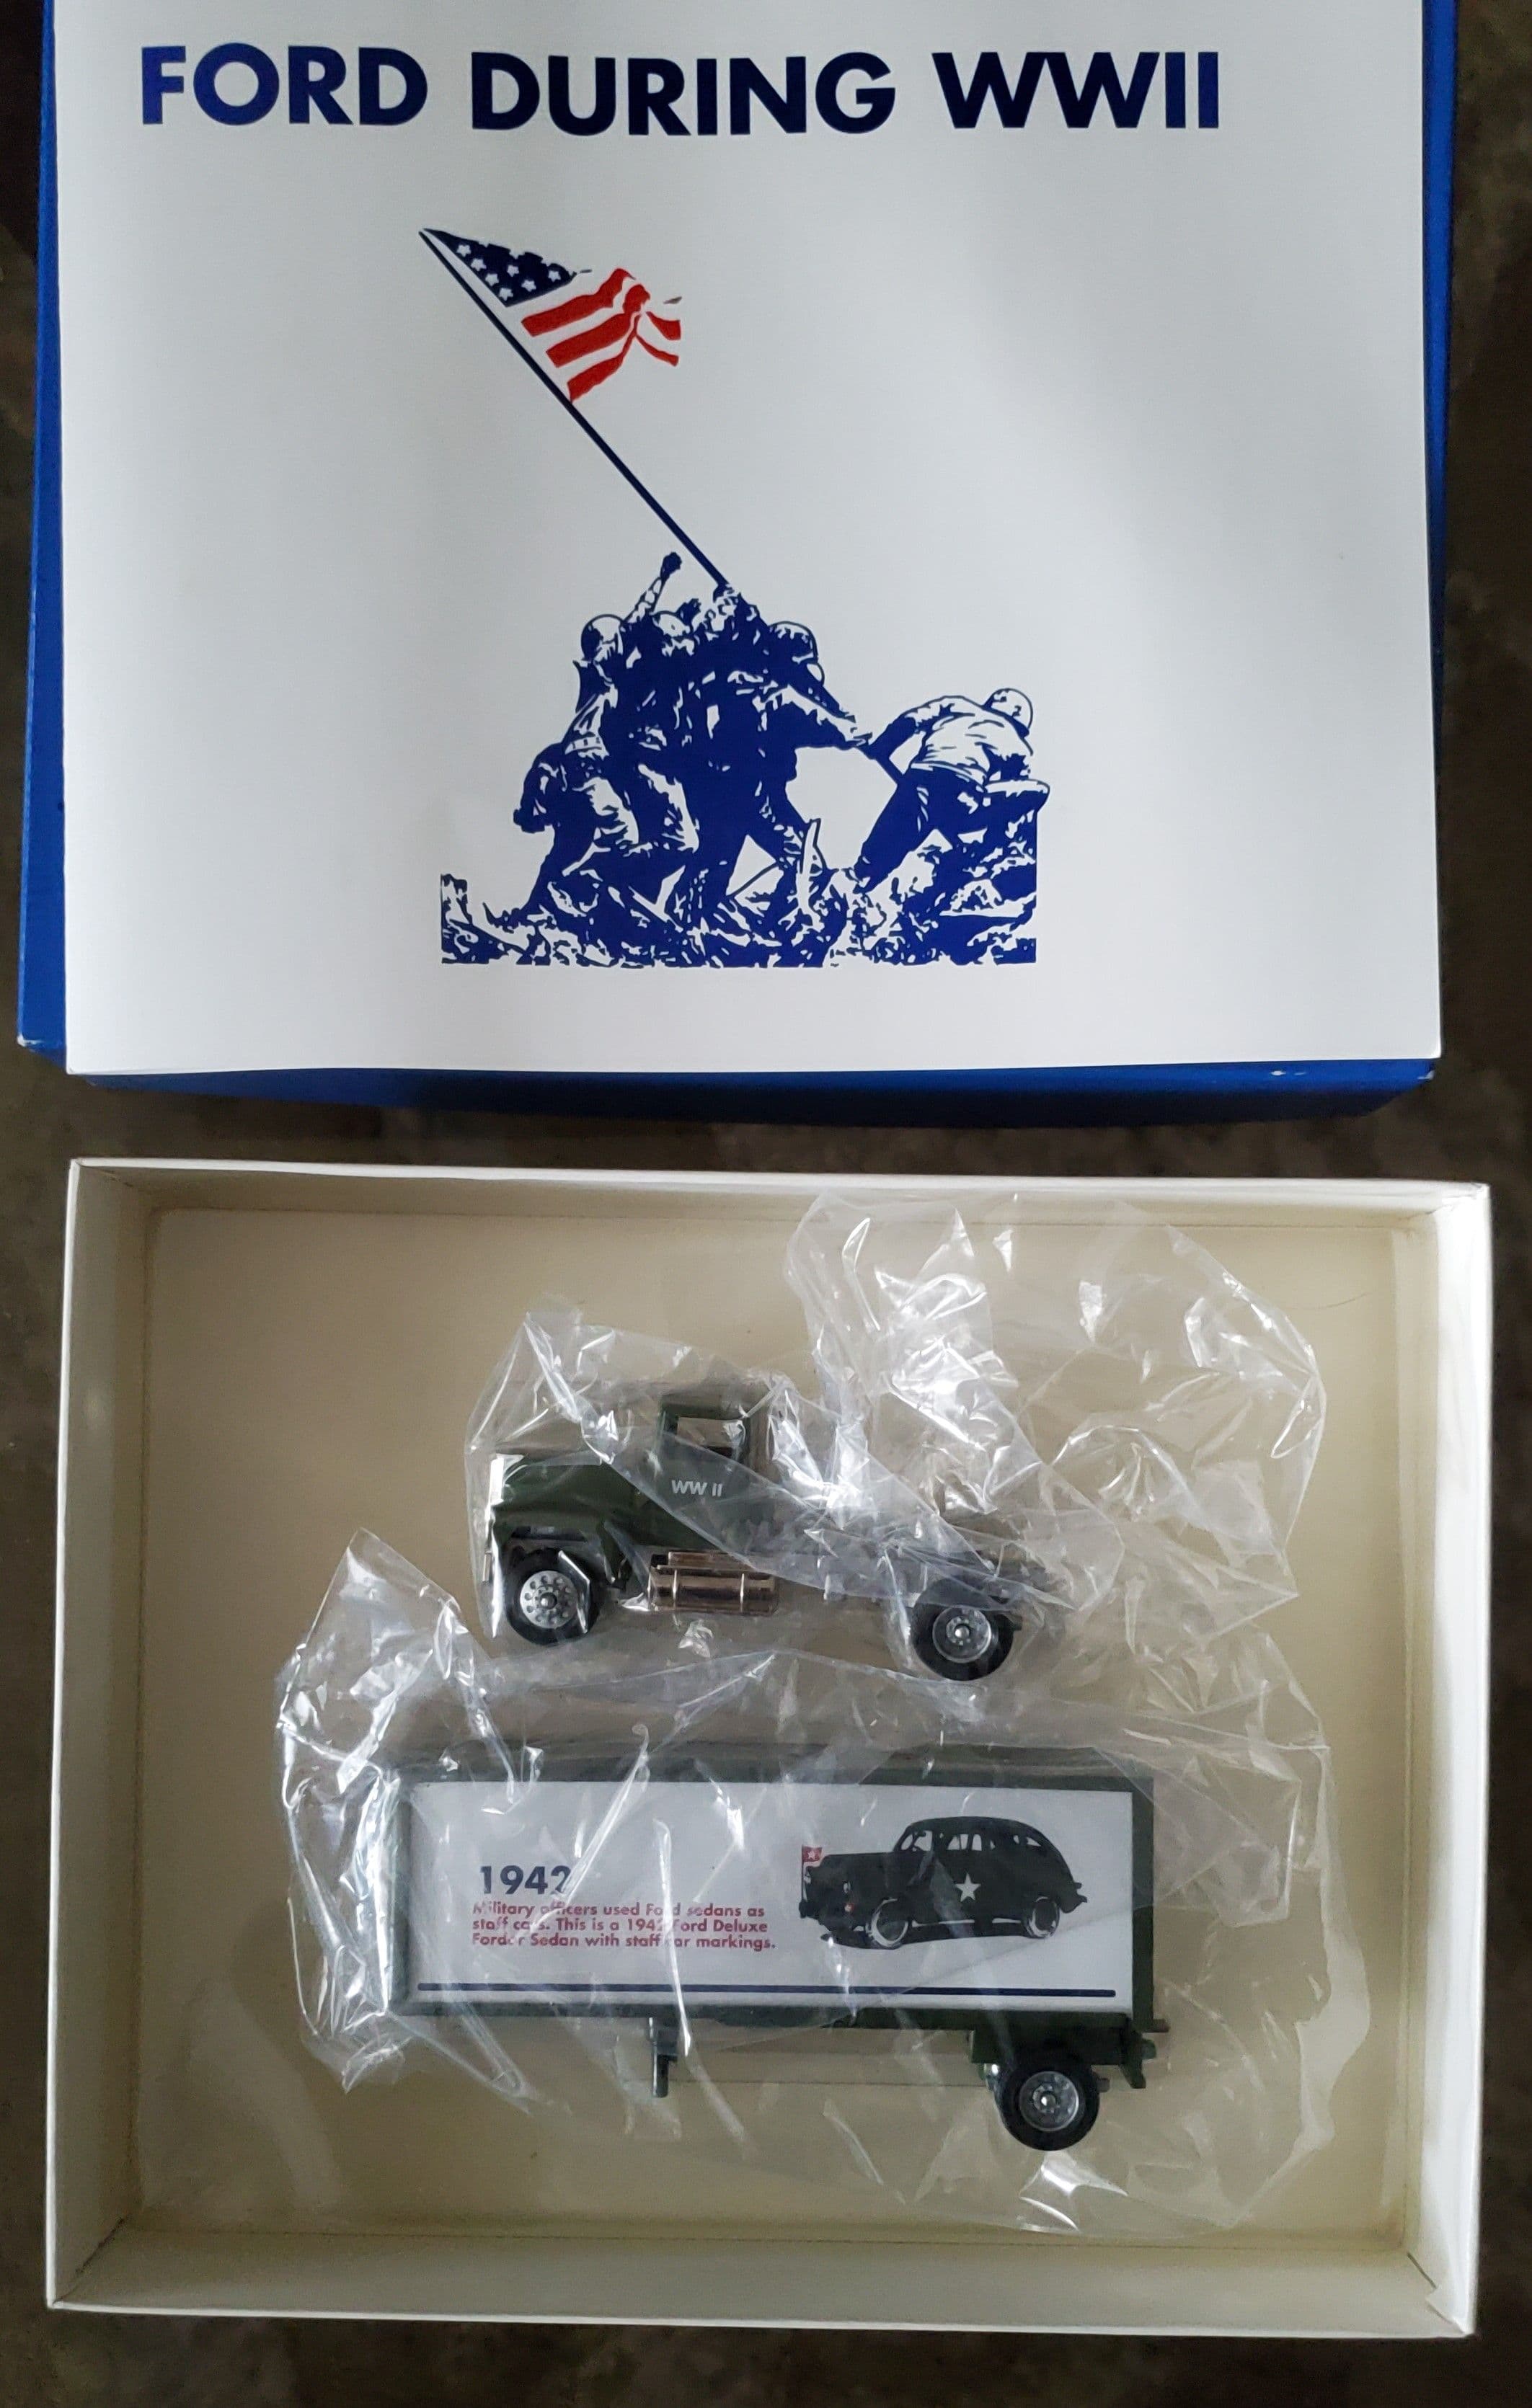 FORD DURING WWII
WW II
1942
Military officers used Ford sedans as
staff cars. This is a 1942 Ford Deluxe
Fordor Sedan with staff car markings.